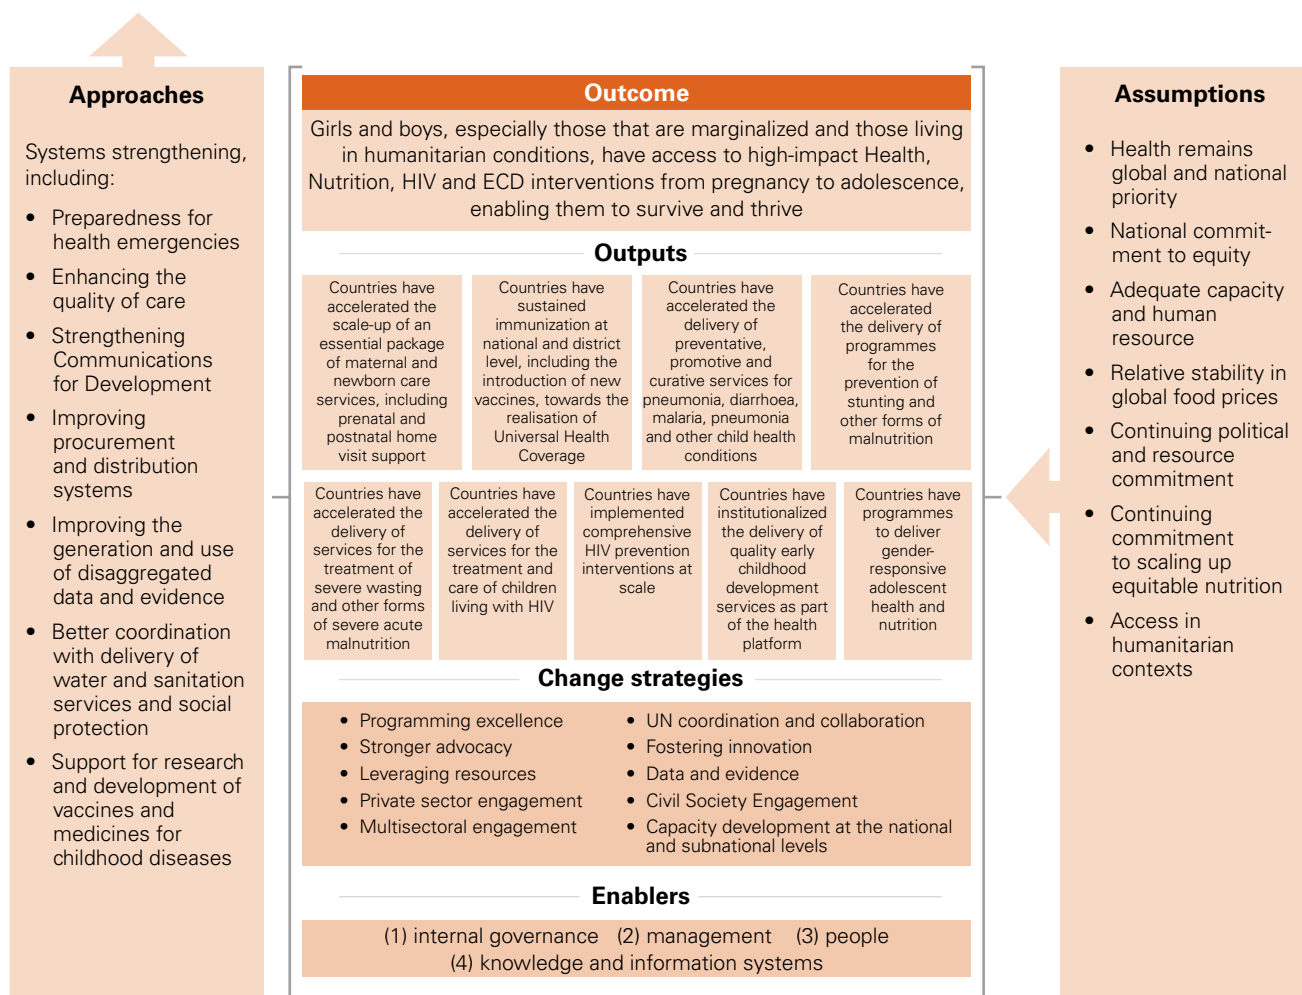 Approaches
Systems strengthening,
including:
• Preparedness for
health emergencies
• Enhancing the
quality of care
• Strengthening
Communications
for Development
• Improving
procurement
and distribution
systems
• Improving the
generation and use
of disaggregated
data and evidence
• Better coordination
with delivery of
water and sanitation
services and social
protection
• Support for research
and development of
vaccines and
medicines for
childhood diseases
Outcome
Girls and boys, especially those that are marginalized and those living
in humanitarian conditions, have access to high-impact Health,
Nutrition, HIV and ECD interventions from pregnancy to adolescence,
enabling them to survive and thrive
Outputs
Countries have
accelerated the
scale-up of an
essential package
of maternal and
newborn care
services, including
prenatal and
postnatal home
visit support
Countries have
sustained
immunization at
national and district
level, including the
introduction of new
vaccines, towards the
realisation of
Universal Health
Coverage
Countries have
accelerated the
delivery of
preventative,
promotive and
curative services for
pneumonia, diarrhoea,
malaria, pneumonia
and other child health
conditions
Countries have
accelerated
the delivery of
programmes
for the
prevention of
stunting and
other forms of
malnutrition
Countries have
accelerated the
delivery of
services for the
treatment of
severe wasting
and other forms
of severe acute
malnutrition
Countries have
accelerated the
delivery of
services for the
treatment and
care of children
living with HIV
Countries have
implemented
comprehensive
HIV prevention
interventions at
scale
Countries have
institutionalized
the delivery of
quality early
childhood
development
services as part
of the health
platform
Countries have
programmes
to deliver
gender-
responsive
adolescent
health and
nutrition
Change strategies
• Programming excellence
• Stronger advocacy
• Leveraging resources
• Private sector engagement
• Multisectoral engagement
• UN coordination and collaboration
• Fostering innovation
• Data and evidence
• Civil Society Engagement
• Capacity development at the national
and subnational levels
Enablers
(1) internal governance (2) management (3) people
(4) knowledge and information systems
Assumptions
• Health remains
global and national
priority
• National commit-
ment to equity
• Adequate capacity
and human
resource
• Relative stability in
global food prices
• Continuing political
and resource
commitment
• Continuing
commitment
to scaling up
equitable nutrition
• Access in
humanitarian
contexts